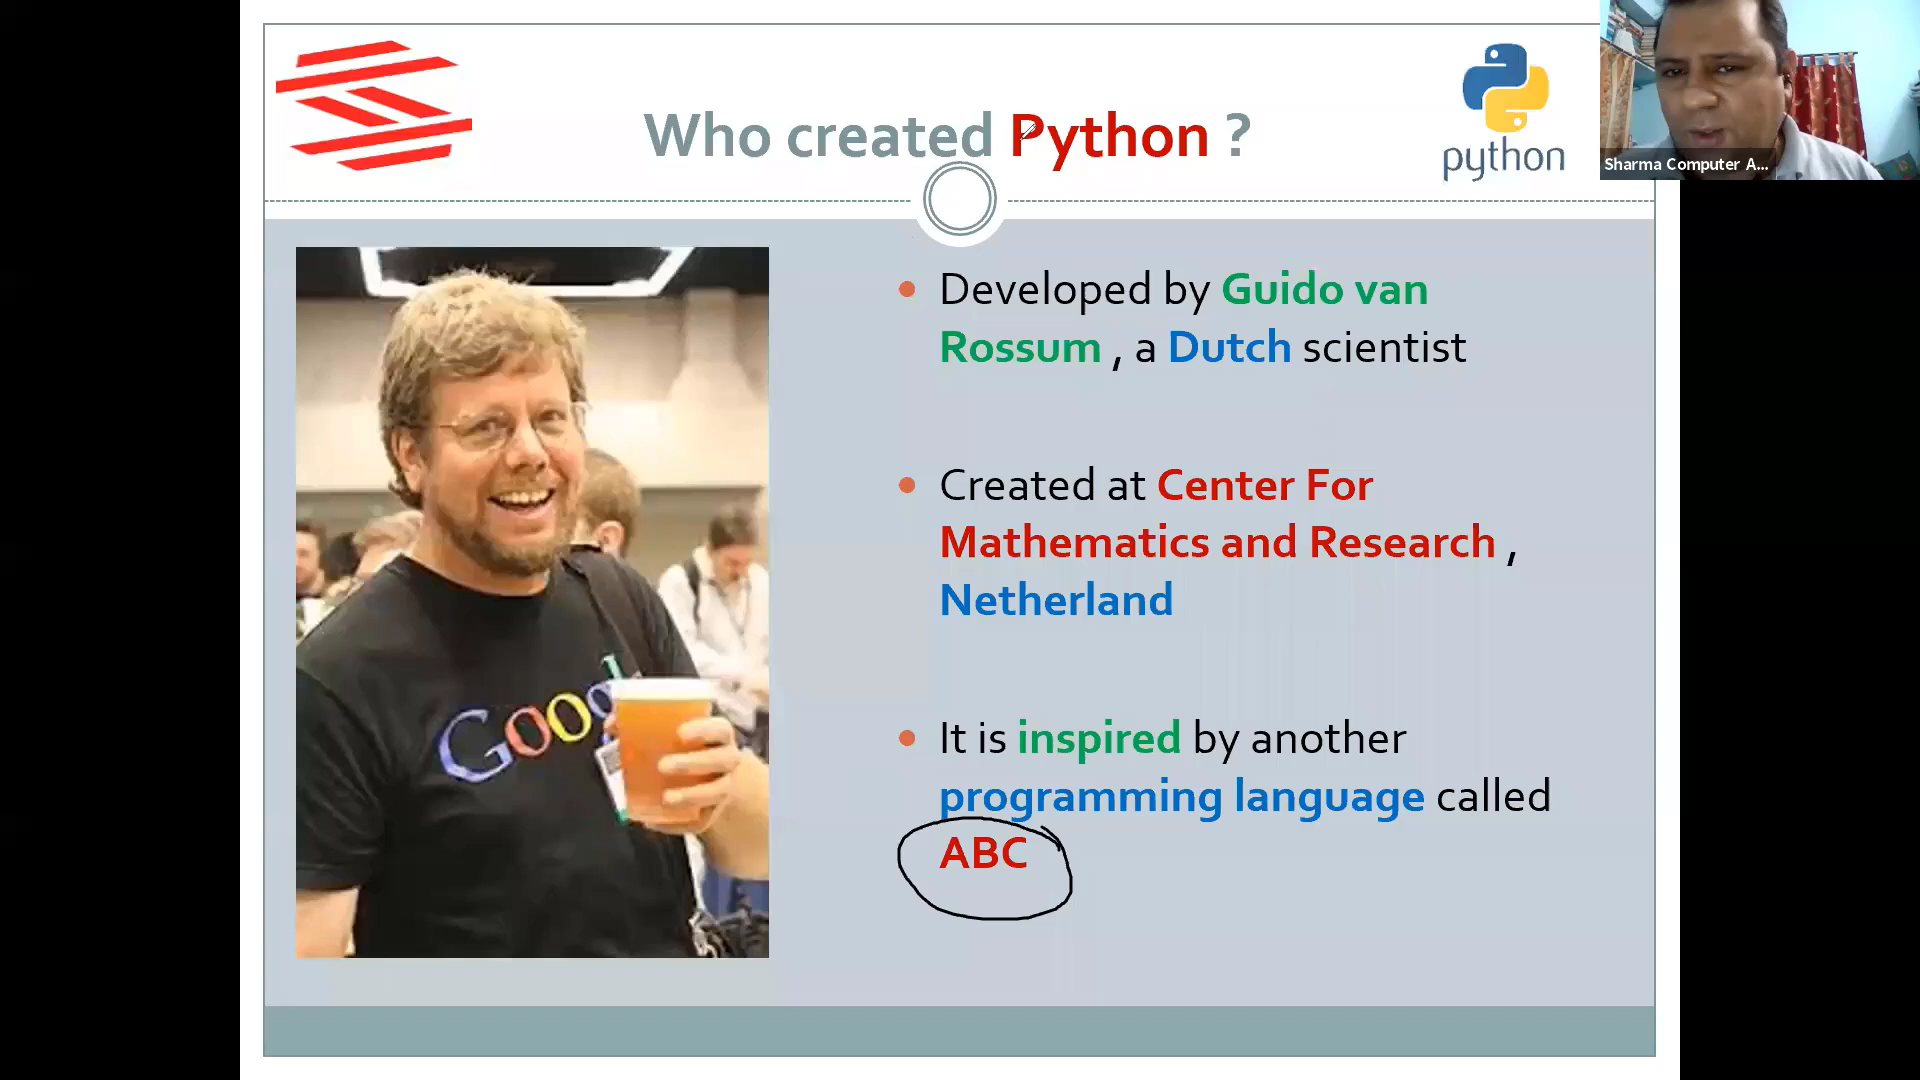 Who created Python ?
python
Sharma Computer A...
Developed by Guido van
Rossum , a Dutch scientist
Created at Center For
Mathematics and Research ,
Netherland
It is inspired by another
programming language called
ABC
Googl